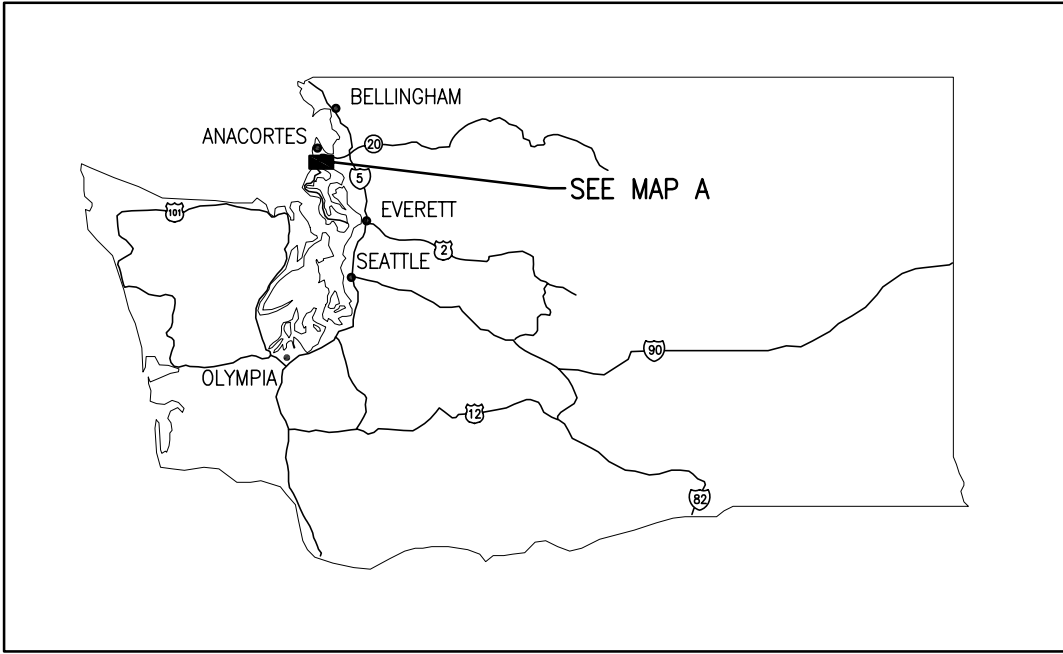 BELLINGHAM
ANACORTES
20
SEE MAP A
5
101
EVERETT
2
SEATTLE
90
OLYMPIA
12
82